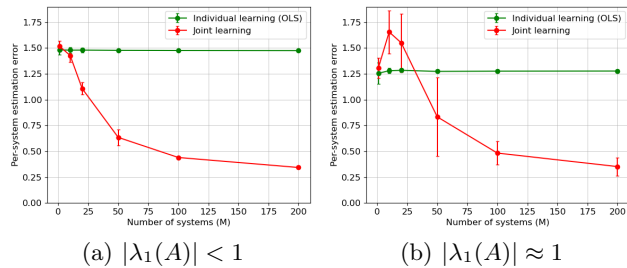 Individual learning (OLS)
Joint learning
Per-system estimation error
1.75
1.50
1.25
1.00
0.75
0.50
0.25
0.00
0 25 50 75 100 125 150 175 200
Number of systems (M)
(a) |λ₁(A)| < 1
Individual learning (OLS)
Joint learning
Per-system estimation error
1.75
1.50
1.25
1.00
0.75
0.50
0.25
0.00
0 25 50 75 100 125 150 175 200
Number of systems (M)
(b) |λ₁(A)| ≈ 1